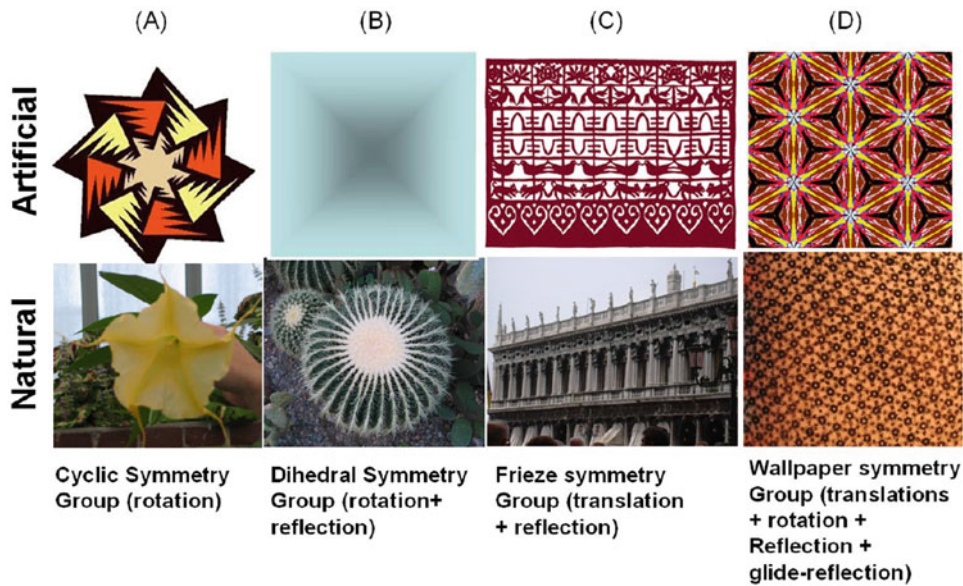 (A)
(B)
(C)
(D)
Artificial
Natural
Cyclic Symmetry
Group (rotation)
Dihedral Symmetry
Group (rotation+
reflection)
Frieze symmetry
Group (translation
+ reflection)
Wallpaper symmetry
Group (translations
+ rotation +
Reflection +
glide-reflection)